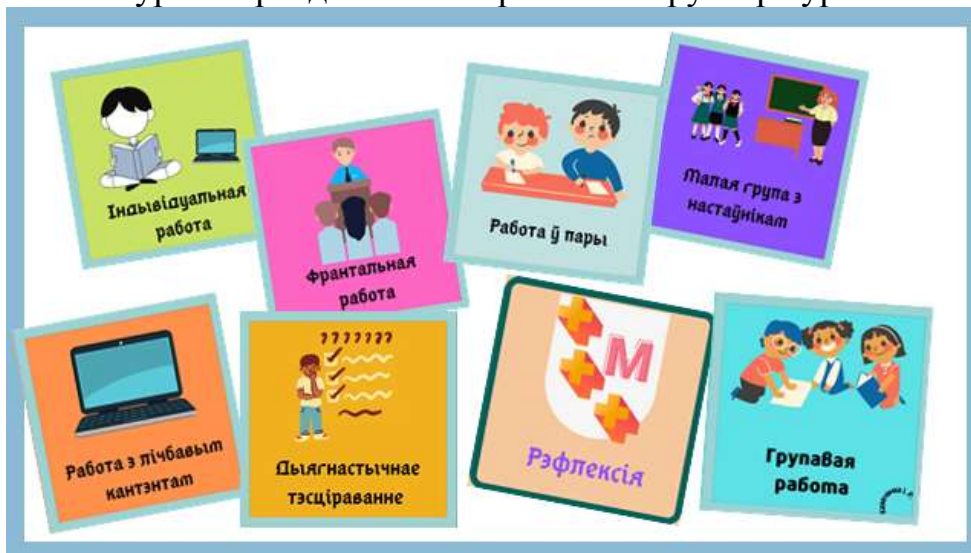 Індывідуальная
работа
Франтальная
работа
Работа ў пары
Малая група з
настаўнікам
Работа з лічбавым
кантэнтам
Дыягнастычнае
тэсціраванне
М
Рэфлексія
Групавая
работа